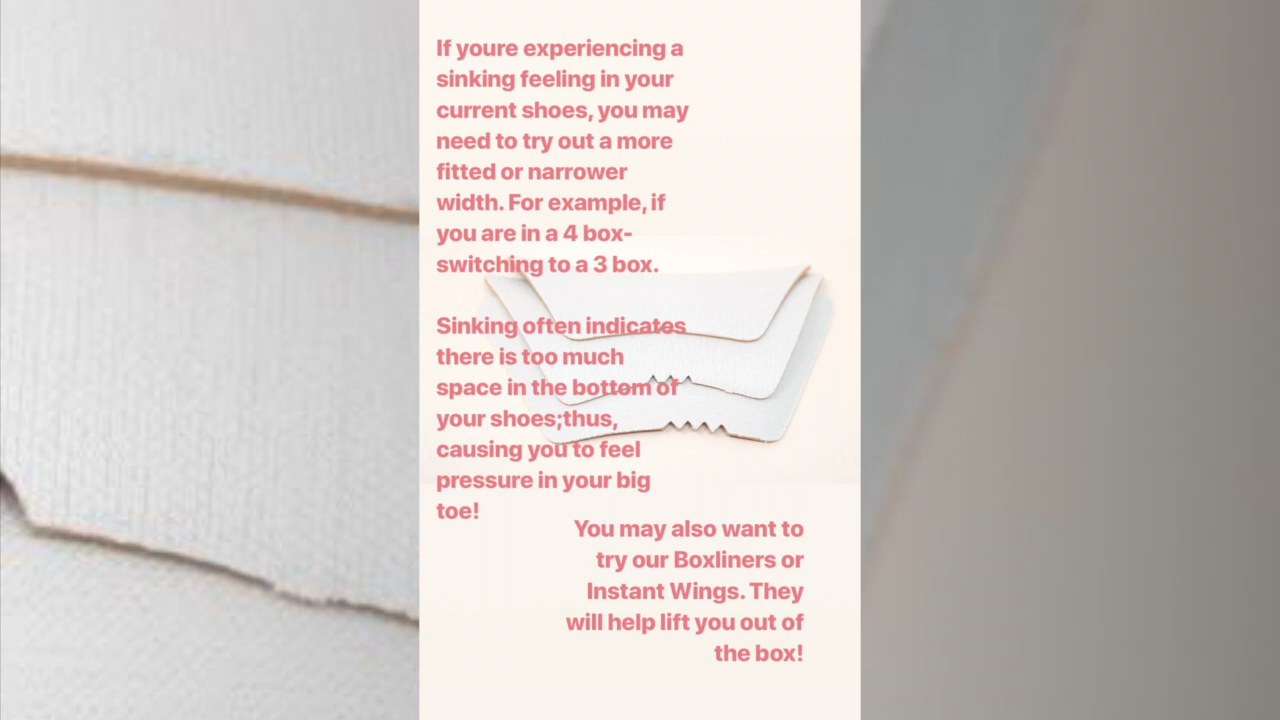 If youre experiencing a
sinking feeling in your
current shoes, you may
need to try out a more
fitted or narrower
width. For example, if
you are in a 4 box-
switching to a 3 box.
Sinking often indicates
there is too much
space in the bottom of
your shoes;thus,
causing you to feel
pressure in your big
toe!
You may also want to
try our Boxliners or
Instant Wings. They
will help lift you out of
the box!